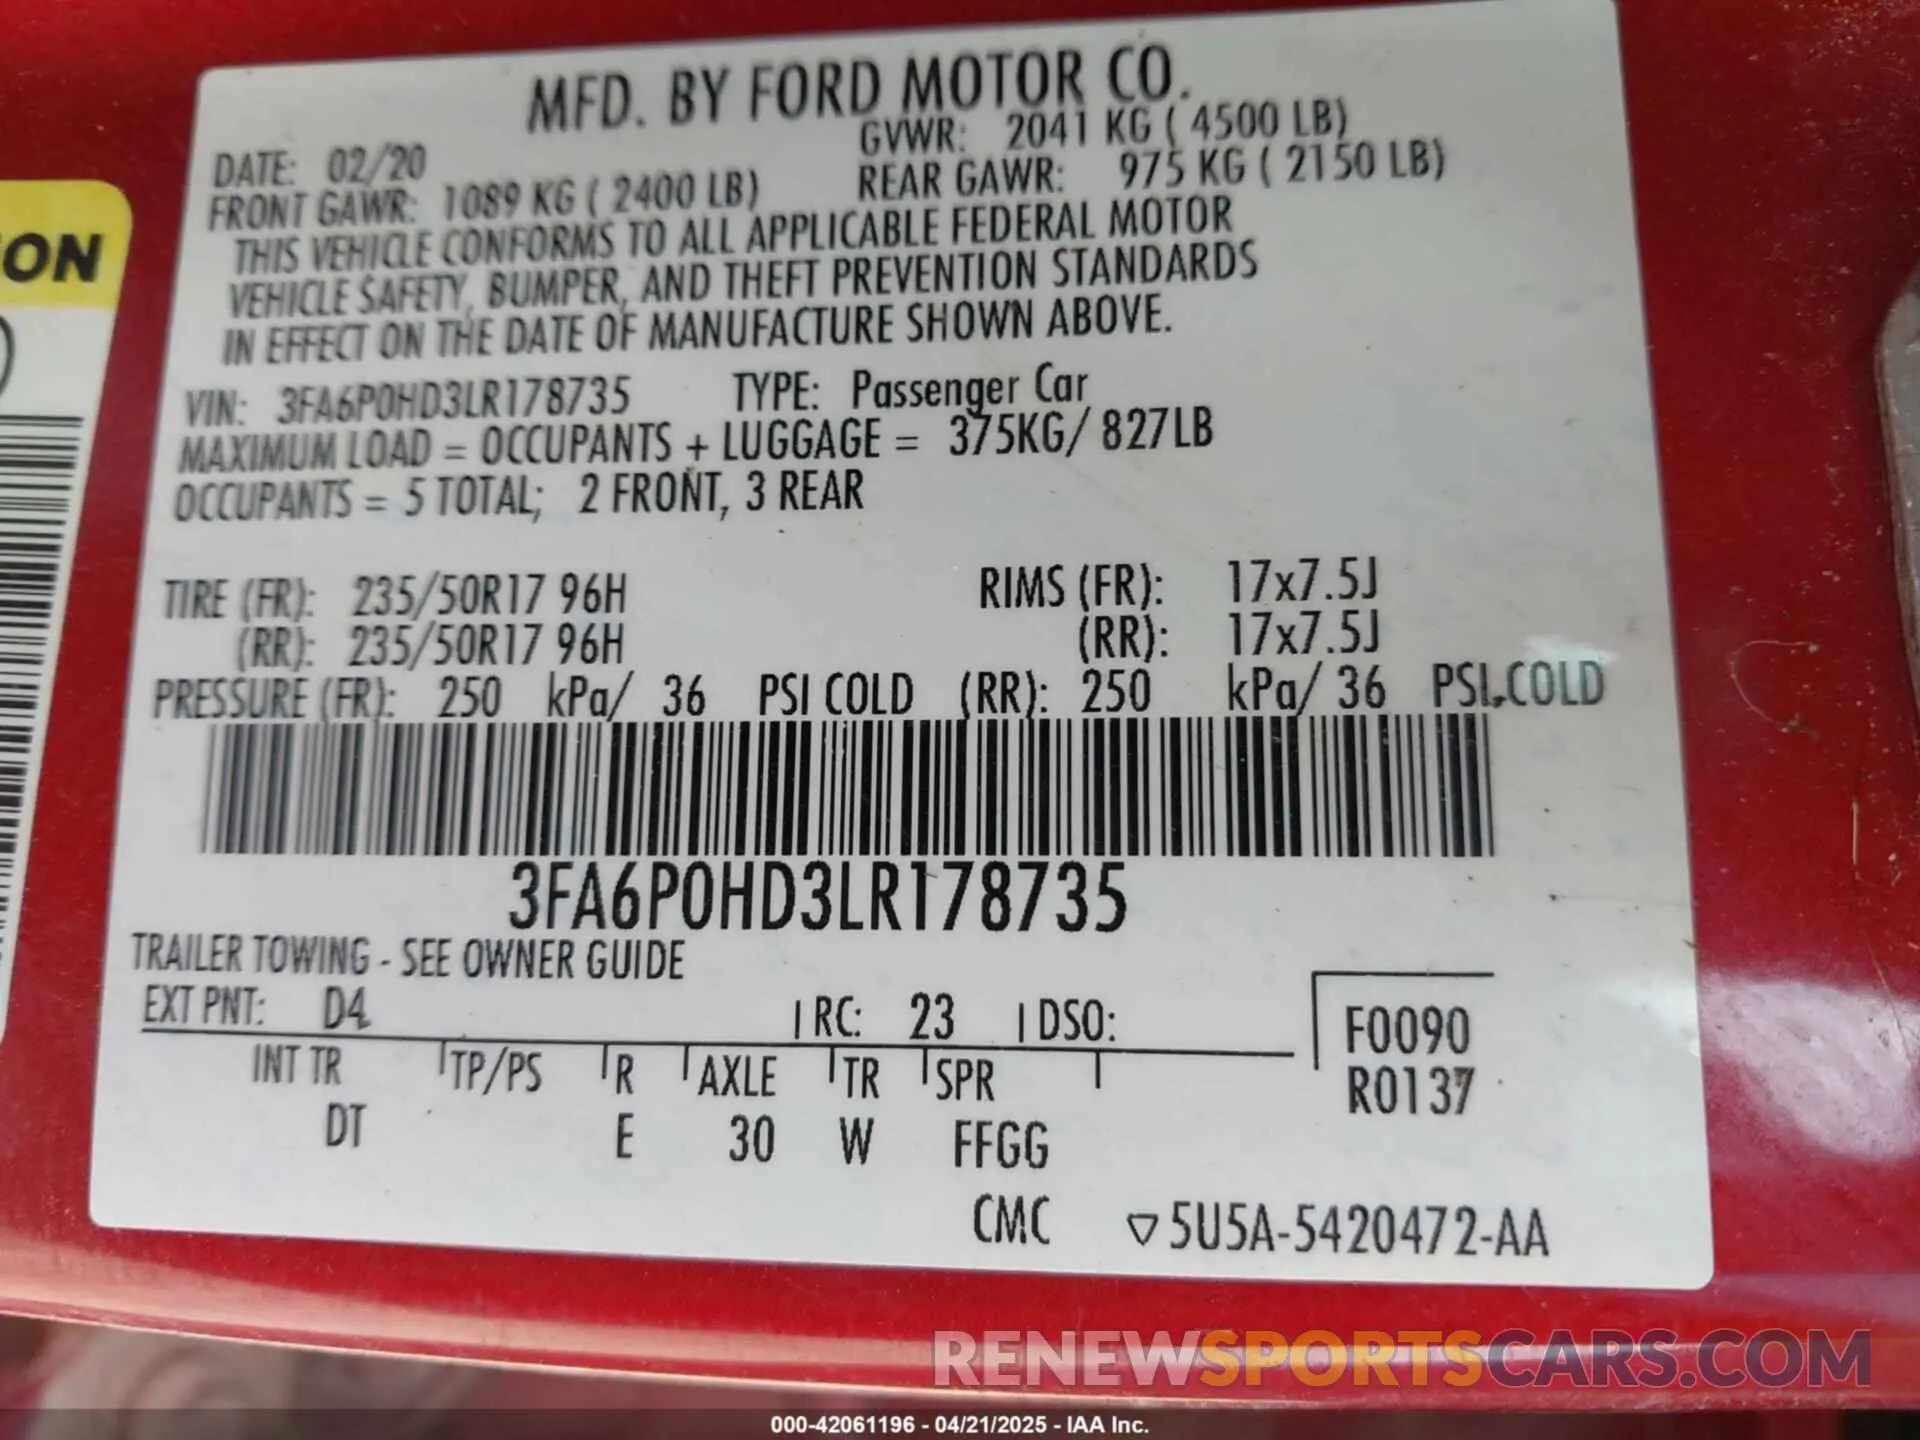 MFD. BY FORD MOTOR CO.
DATE: 02/20 GVWR: 2041 KG ( 4500 LB)
FRONT GAWR: 1089 KG ( 2400 LB) REAR GAWR: 975 KG ( 2150 LB)
THIS VEHICLE CONFORMS TO ALL APPLICABLE FEDERAL MOTOR
VEHICLE SAFETY, BUMPER, AND THEFT PREVENTION STANDARDS
IN EFFECT ON THE DATE OF MANUFACTURE SHOWN ABOVE.
VIN: 3FA6P0HD3LR178735 TYPE: Passenger Car
MAXIMUM LOAD = OCCUPANTS + LUGGAGE = 375KG/ 827LB
OCCUPANTS = 5 TOTAL; 2 FRONT, 3 REAR
TIRE (FR): 235/50R17 96H RIMS (FR): 17x7.5J
(RR): 235/50R17 96H (RR): 17x7.5J
PRESSURE (FR): 250 kPa/ 36 PSI COLD (RR): 250 kPa/ 36 PSI COLD
3FA6P0HD3LR178735
TRAILER TOWING - SEE OWNER GUIDE
EXT PNT: D4 RC: 23 DSO: F0090
INT TR TP/PS R AXLE TR SPR R0137
DT E 30 W FFGG
CMC ▽5U5A-5420472-AA
RENEWSPORTSCARS.COM
000-42061196 - 04/21/2025 - IAA Inc.